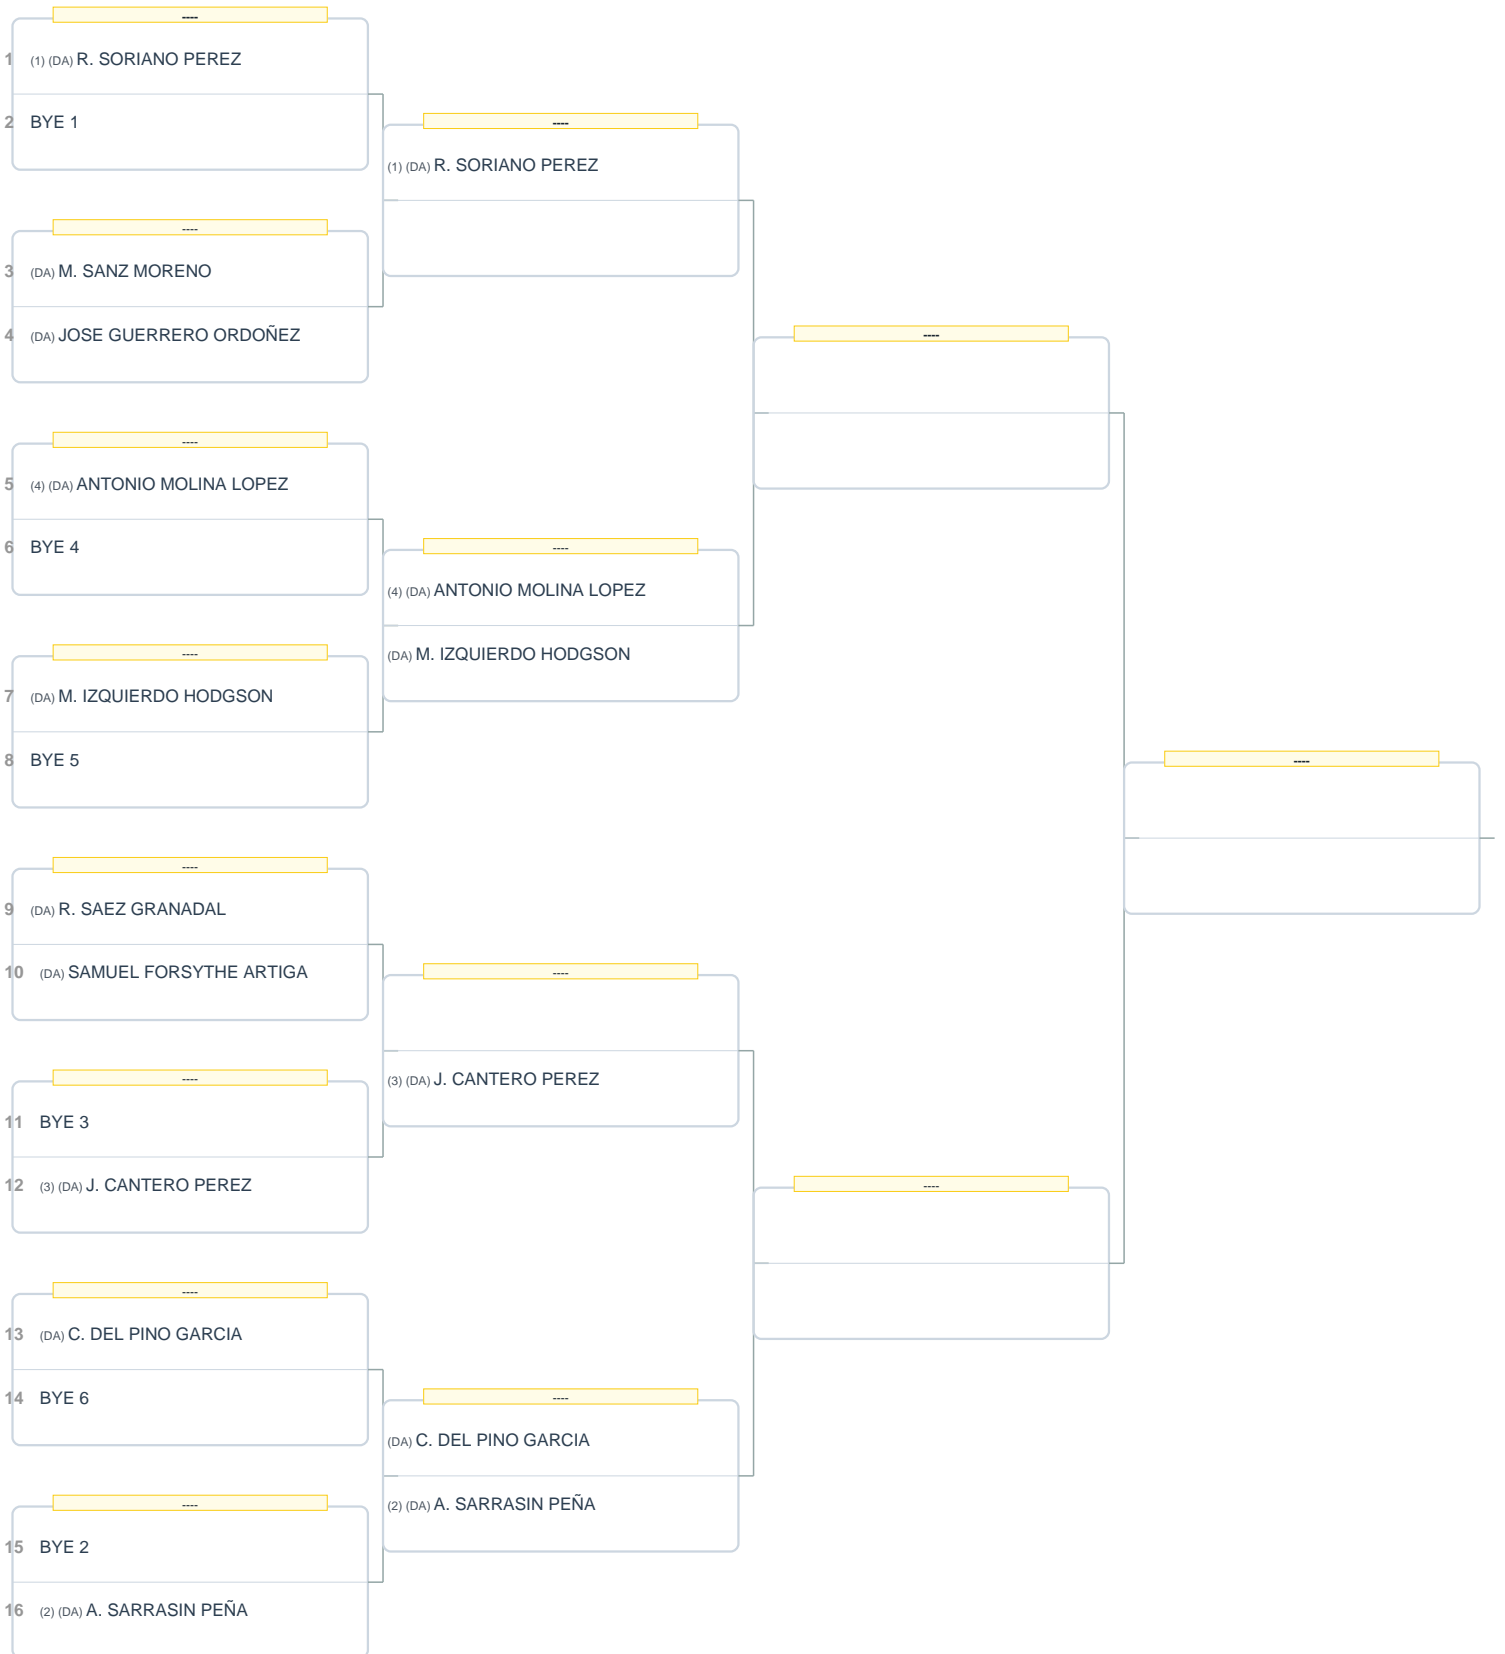 ----
1 (1) (DA) R. SORIANO PEREZ
2 BYE 1
----
3 (DA) M. SANZ MORENO
4 (DA) JOSE GUERRERO ORDOÑEZ
----
5 (4) (DA) ANTONIO MOLINA LOPEZ
6 BYE 4
----
7 (DA) M. IZQUIERDO HODGSON
8 BYE 5
----
9 (DA) R. SAEZ GRANADAL
10 (DA) SAMUEL FORSYTHE ARTIGA
----
11 BYE 3
12 (3) (DA) J. CANTERO PEREZ
----
13 (DA) C. DEL PINO GARCIA
14 BYE 6
----
15 BYE 2
16 (2) (DA) A. SARRASIN PEÑA
----
(1) (DA) R. SORIANO PEREZ
----
(4) (DA) ANTONIO MOLINA LOPEZ
(DA) M. IZQUIERDO HODGSON
----
(3) (DA) J. CANTERO PEREZ
----
(DA) C. DEL PINO GARCIA
(2) (DA) A. SARRASIN PEÑA
----
----
----